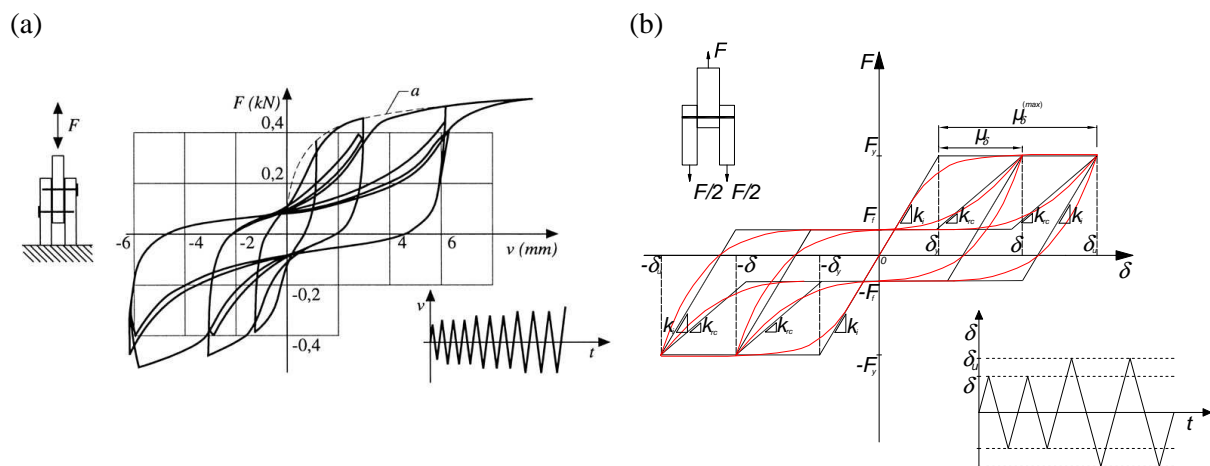 (a)
F
F (kN)
a
0,4
0,2
-6 -4 -2 2 4 6
v (mm)
-0,2
-0,4
v
t
(b)
F
F/2 F/2
F
μδ(max)
μδ
Fy
Ff
ki krc krc ki
-δu -δ -δy 0 δy δ δu δ
-Ff
ki krc krc ki
-Fy
δ
δu
δ
t